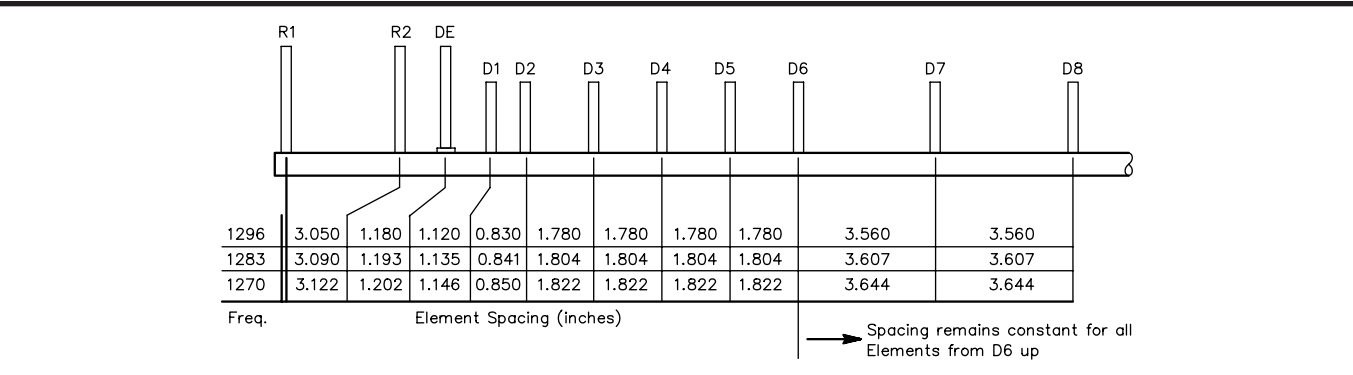 R1 R2 DE
D1 D2 D3 D4 D5 D6 D7 D8
1296 3.050 1.180 1.120 0.830 1.780 1.780 1.780 1.780 3.560 3.560
1283 3.090 1.193 1.135 0.841 1.804 1.804 1.804 1.804 3.607 3.607
1270 3.122 1.202 1.146 0.850 1.822 1.822 1.822 1.822 3.644 3.644
Freq. Element Spacing (inches)
Spacing remains constant for all
Elements from D6 up